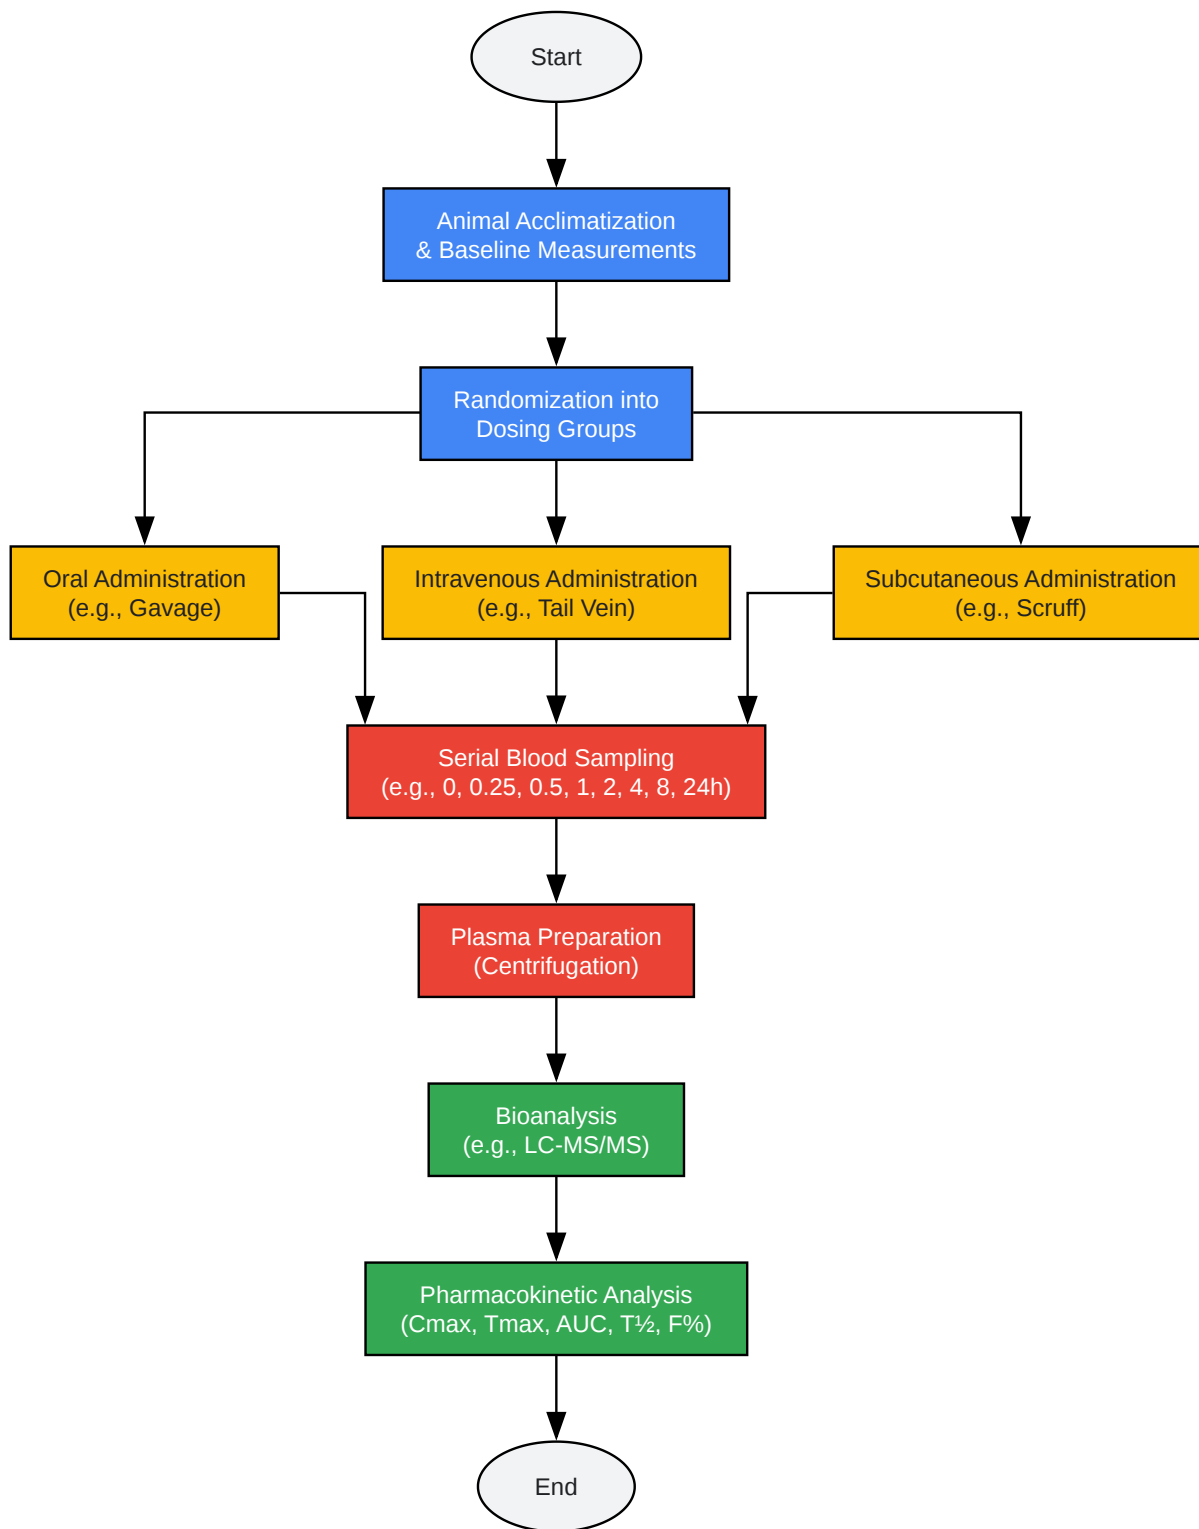 Start
Animal Acclimatization
& Baseline Measurements
Randomization into
Dosing Groups
Oral Administration
(e.g., Gavage)
Intravenous Administration
(e.g., Tail Vein)
Subcutaneous Administration
(e.g., Scruff)
Serial Blood Sampling
(e.g., 0, 0.25, 0.5, 1, 2, 4, 8, 24h)
Plasma Preparation
(Centrifugation)
Bioanalysis
(e.g., LC-MS/MS)
Pharmacokinetic Analysis
(Cmax, Tmax, AUC, T½, F%)
End